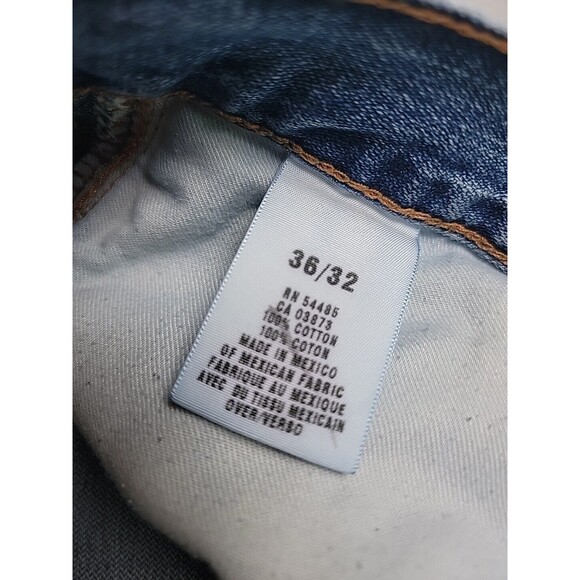 36/32
RN 54485
CA 03873
100% COTTON
100% COTON
MADE IN MEXICO
OF MEXICAN FABRIC
FABRIQUE AU MEXIQUE
AVEC DU TISSU MEXICAIN
OVER/VERSO